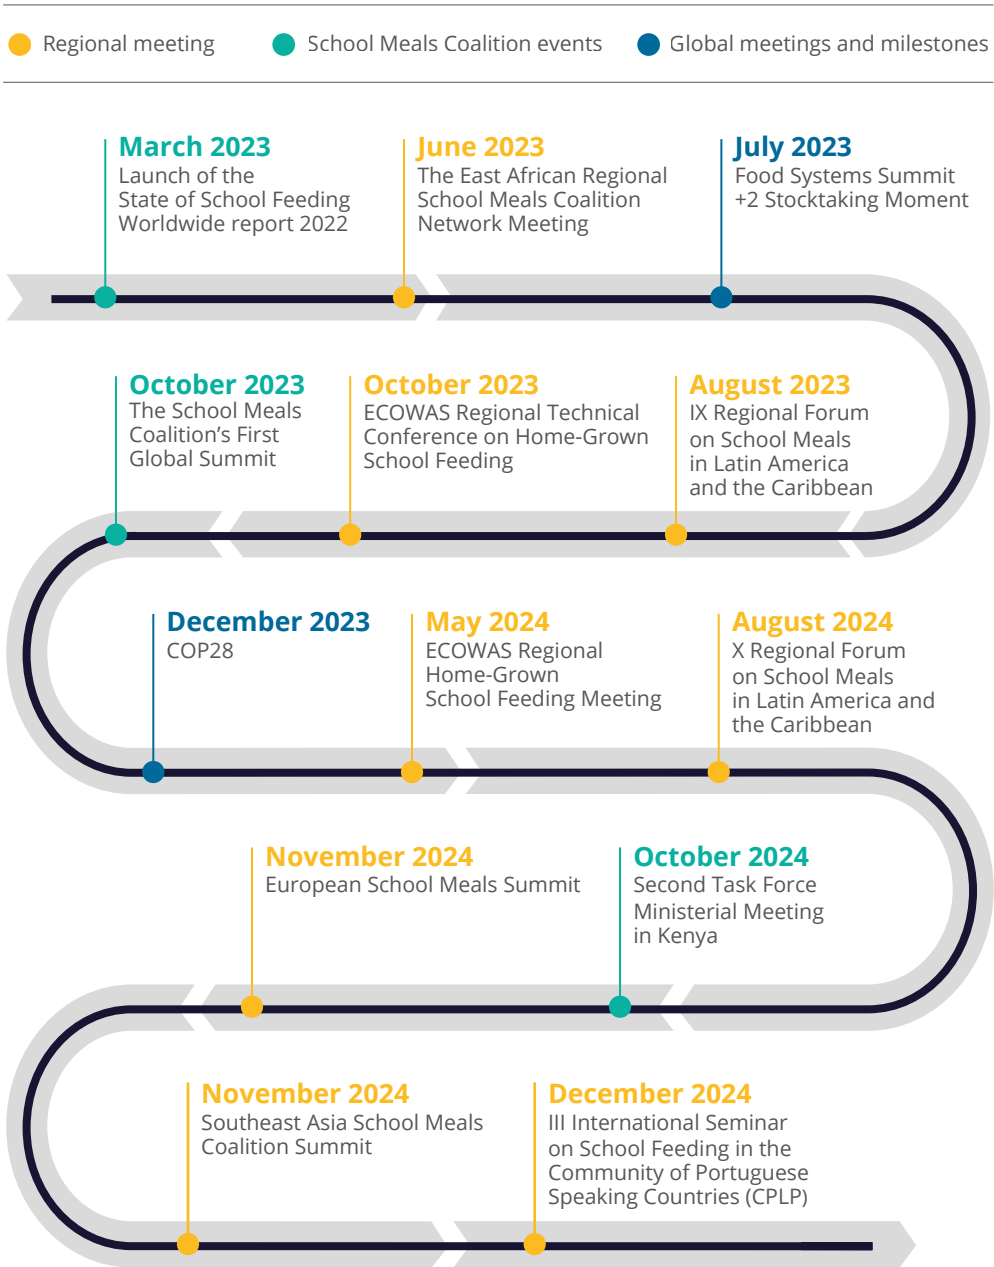 Regional meeting
School Meals Coalition events
Global meetings and milestones
March 2023
Launch of the
State of School Feeding
Worldwide report 2022
June 2023
The East African Regional
School Meals Coalition
Network Meeting
July 2023
Food Systems Summit
+2 Stocktaking Moment
October 2023
The School Meals
Coalition’s First
Global Summit
October 2023
ECOWAS Regional Technical
Conference on Home-Grown
School Feeding
August 2023
IX Regional Forum
on School Meals
in Latin America
and the Caribbean
December 2023
COP28
May 2024
ECOWAS Regional
Home-Grown
School Feeding Meeting
August 2024
X Regional Forum
on School Meals
in Latin America and
the Caribbean
November 2024
European School Meals Summit
October 2024
Second Task Force
Ministerial Meeting
in Kenya
November 2024
Southeast Asia School Meals
Coalition Summit
December 2024
III International Seminar
on School Feeding in the
Community of Portuguese
Speaking Countries (CPLP)